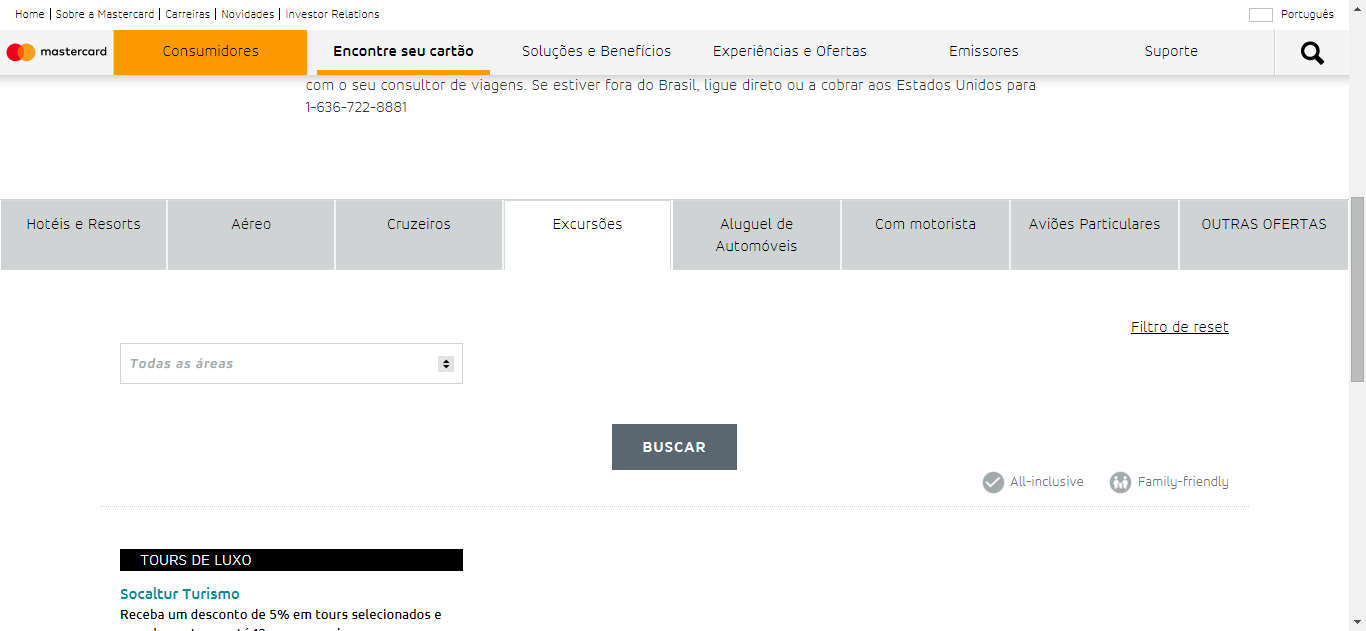 Home | Sobre a Mastercard | Carreiras | Novidades | Investor Relations
Português
mastercard
Consumidores
Encontre seu cartão
Soluções e Benefícios
Experiências e Ofertas
Emissores
Suporte
com o seu consultor de viagens. Se estiver fora do Brasil, ligue direto ou a cobrar aos Estados Unidos para
1-636-722-8881
Hotéis e Resorts
Aéreo
Cruzeiros
Excursões
Aluguel de
Automóveis
Com motorista
Aviões Particulares
OUTRAS OFERTAS
Filtro de reset
Todas as áreas
BUSCAR
All-inclusive
Family-friendly
TOURS DE LUXO
Socaltur Turismo
Receba um desconto de 5% em tours selecionados e